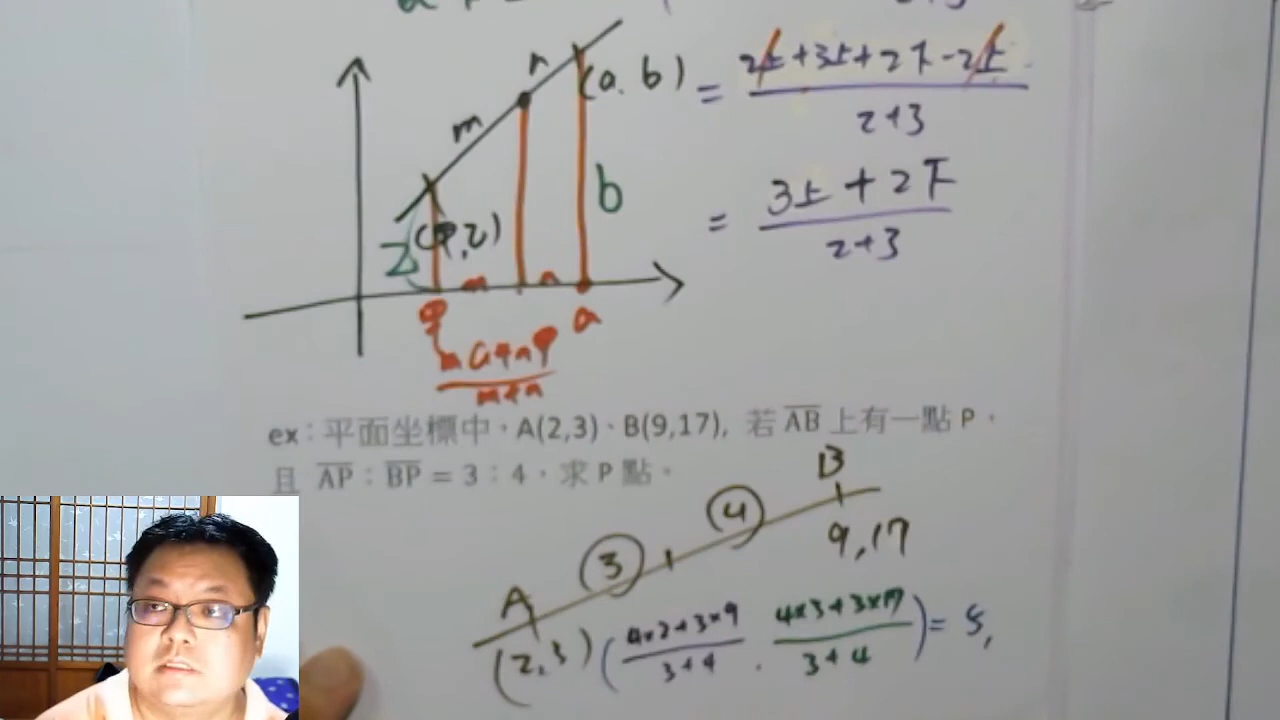 m
n
(a.b)
= 2上+3上+2下-2上 / 2+3
b
= 3上+2下 / 2+3
2
m
n
a
ex:平面坐標中,A(2,3)、B(9,17), 若 AB 上有一點 P,
且 AP:BP = 3:4,求 P 點。
B
④
9,17
③
A
(2,3) (4×2+3×9 / 3+4 , 4×3+3×17 / 3+4) = 5,